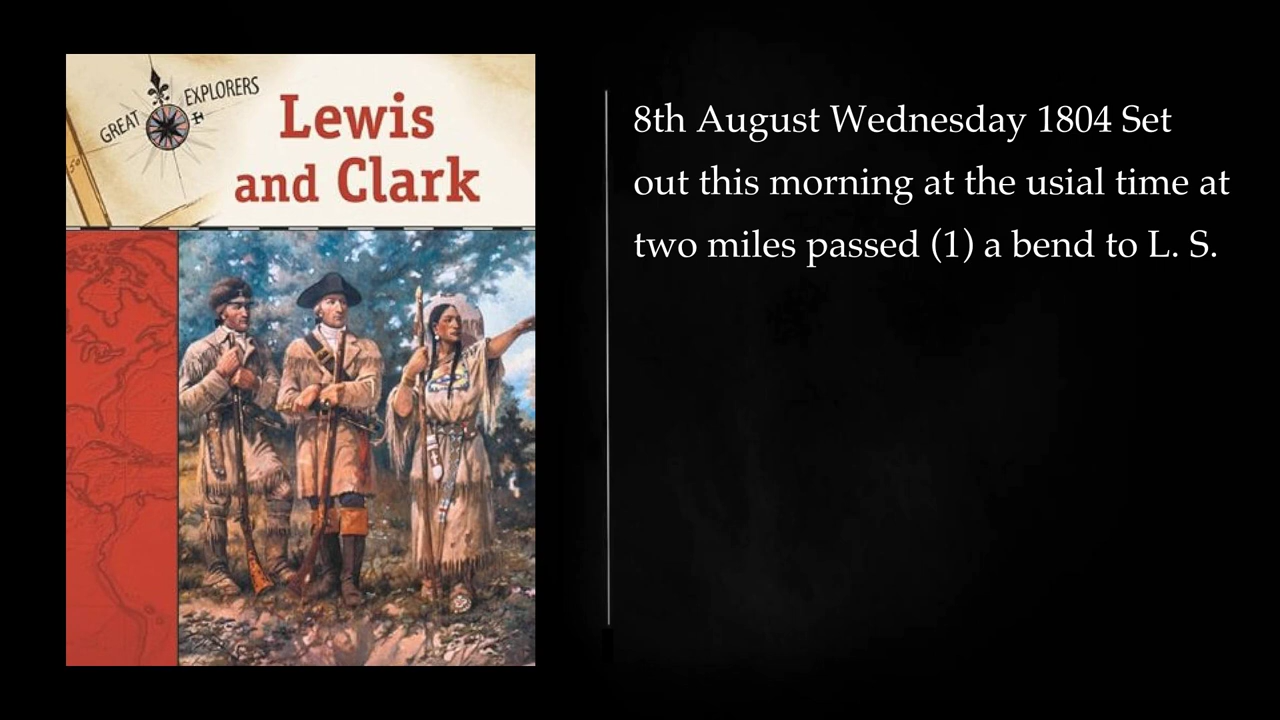 GREAT EXPLORERS
Lewis
and Clark
8th August Wednesday 1804 Set
out this morning at the usial time at
two miles passed (1) a bend to L. S.